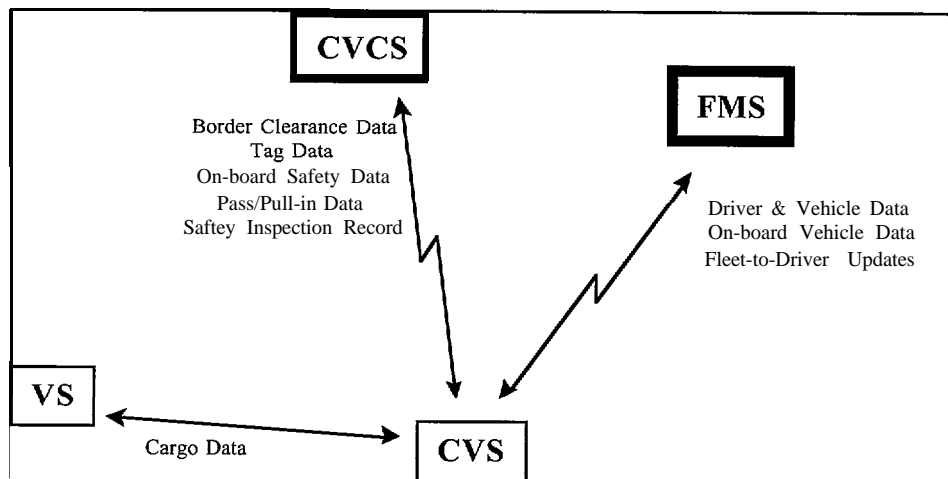 CVCS
FMS
Border Clearance Data
Tag Data
On-board Safety Data
Pass/Pull-in Data
Saftey Inspection Record
Driver & Vehicle Data
On-board Vehicle Data
Fleet-to-Driver Updates
VS
Cargo Data
CVS